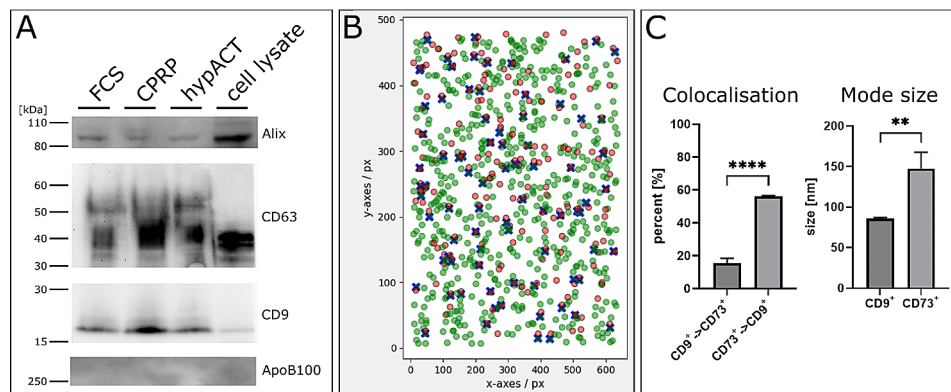 A
FCS
CPRP
hypACT
cell lysate
[kDa]
110
80
Alix
60
50
40
30
CD63
30
15
CD9
250
ApoB100
B
500
400
300
200
100
0
y-axes / px
0 100 200 300 400 500 600
x-axes / px
C
Colocalisation
100
80
60
40
20
0
percent [%]
****
CD9⁺->CD73⁺
CD73⁺->CD9⁺
Mode size
200
150
100
50
0
size [nm]
**
CD9⁺ CD73⁺